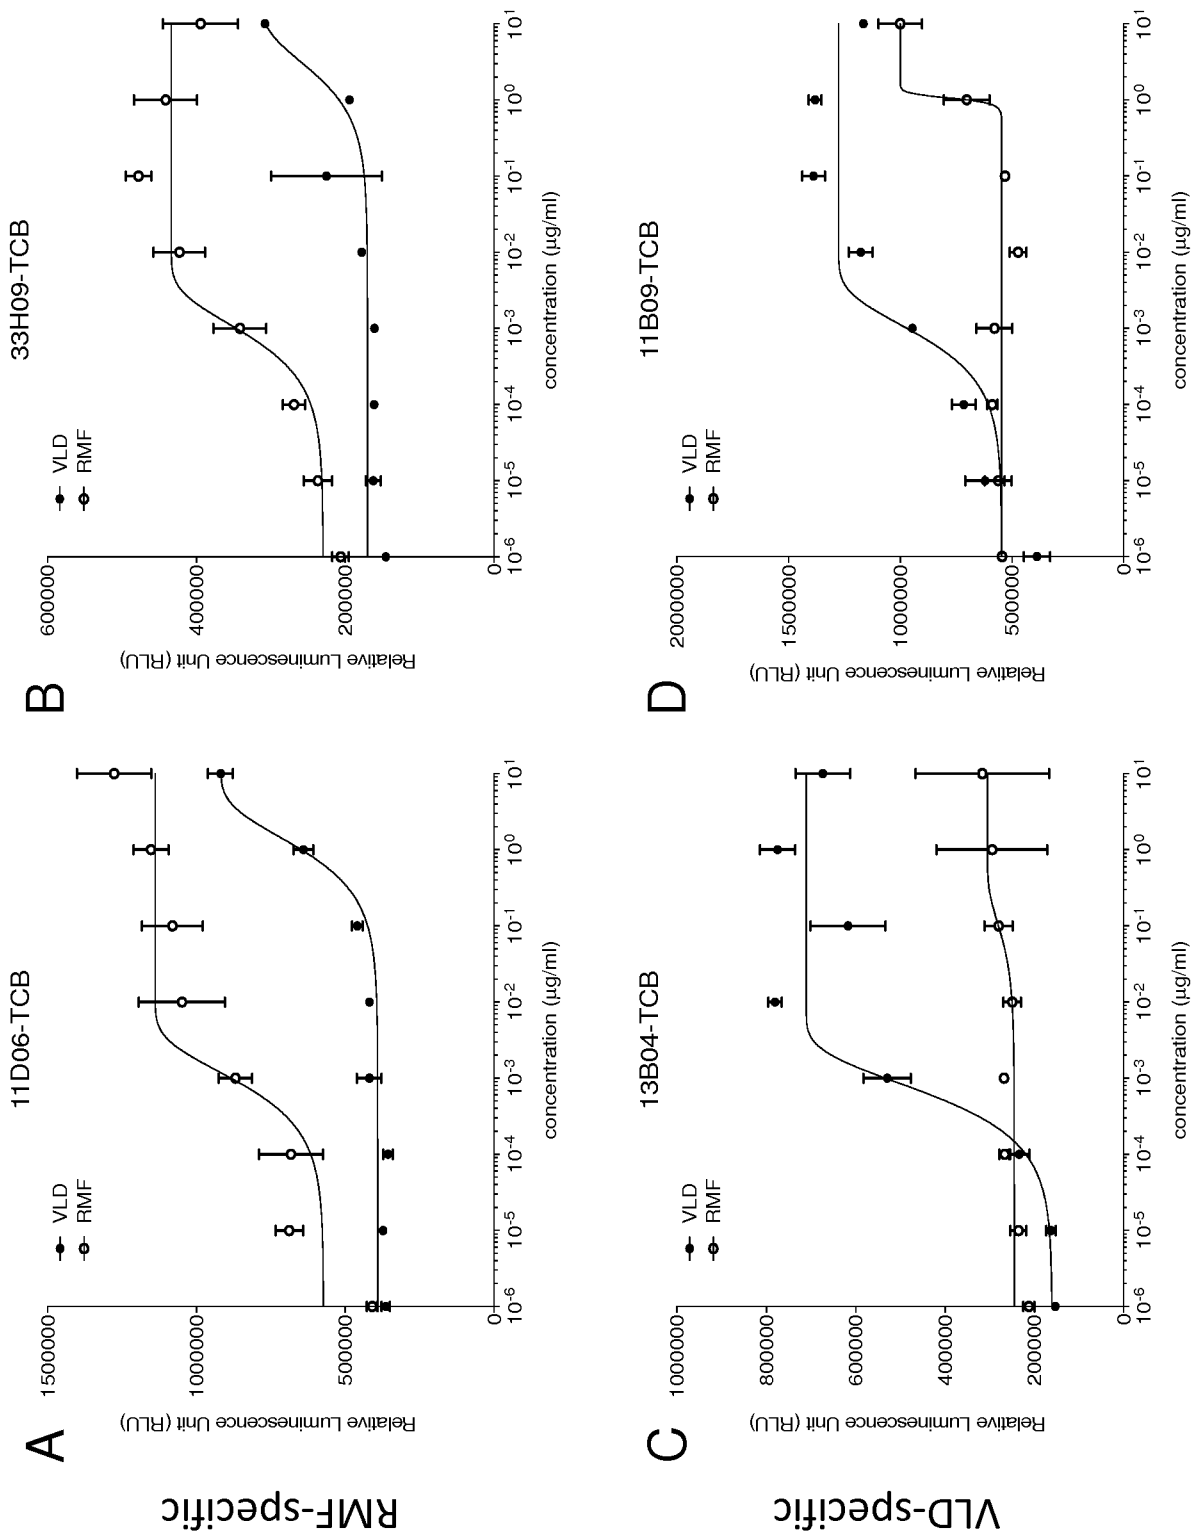 RMF-specific
A
11D06-TCB
VLD
RMF
Relative Luminescence Unit (RLU)
1500000
1000000
500000
0
10⁻⁶ 10⁻⁵ 10⁻⁴ 10⁻³ 10⁻² 10⁻¹ 10⁰ 10¹
concentration (µg/ml)
B
33H09-TCB
VLD
RMF
Relative Luminescence Unit (RLU)
600000
400000
200000
0
10⁻⁶ 10⁻⁵ 10⁻⁴ 10⁻³ 10⁻² 10⁻¹ 10⁰ 10¹
concentration (µg/ml)
VLD-specific
C
13B04-TCB
VLD
RMF
Relative Luminescence Unit (RLU)
1000000
800000
600000
400000
200000
0
10⁻⁶ 10⁻⁵ 10⁻⁴ 10⁻³ 10⁻² 10⁻¹ 10⁰ 10¹
concentration (µg/ml)
D
11B09-TCB
VLD
RMF
Relative Luminescence Unit (RLU)
2000000
1500000
1000000
500000
0
10⁻⁶ 10⁻⁵ 10⁻⁴ 10⁻³ 10⁻² 10⁻¹ 10⁰ 10¹
concentration (µg/ml)